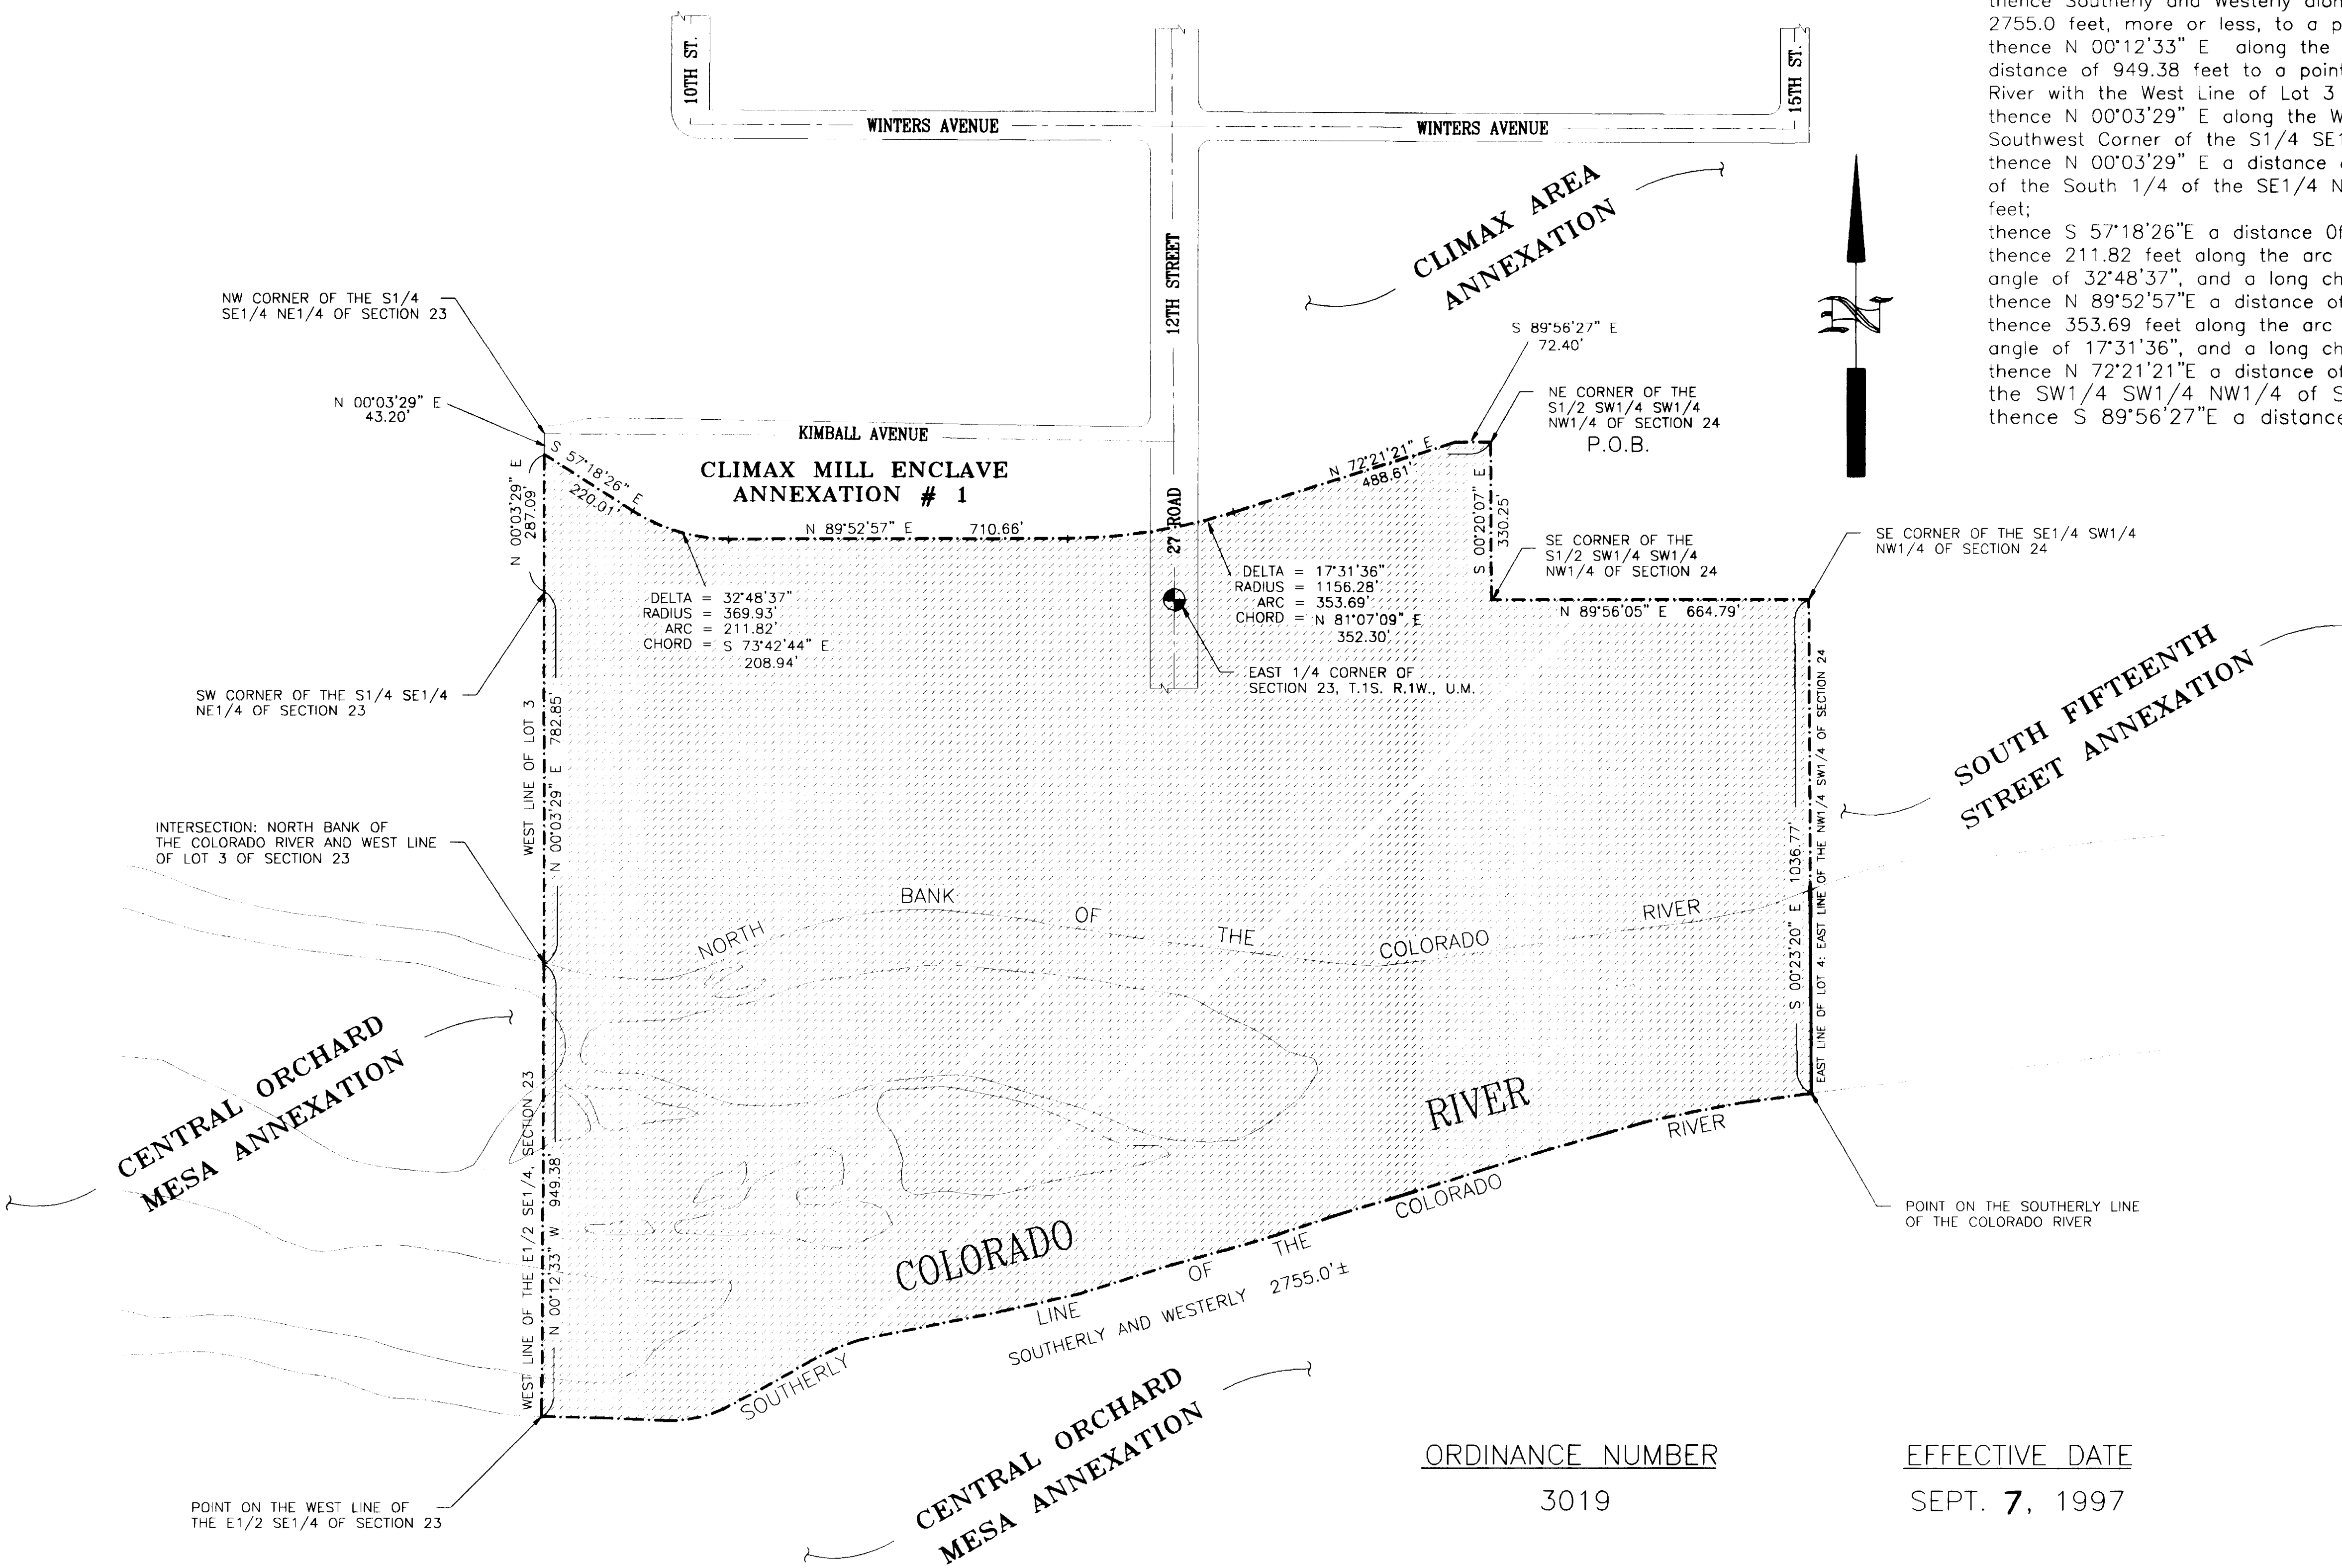 thence Southerly and Westerly alon
2755.0 feet, more or less, to a p
thence N 00°12'33" E along the
distance of 949.38 feet to a point
River with the West Line of Lot 3
thence N 00°03'29" E along the W
Southwest Corner of the S1/4 SE1
thence N 00°03'29" E a distance
of the South 1/4 of the SE1/4 N
feet;
thence S 57°18'26"E a distance Of
thence 211.82 feet along the arc
angle of 32°48'37", and a long ch
thence N 89°52'57"E a distance of
thence 353.69 feet along the arc
angle of 17°31'36", and a long ch
thence N 72°21'21"E a distance of
the SW1/4 SW1/4 NW1/4 of S
thence S 89°56'27"E a distance
10TH ST.
15TH ST.
WINTERS AVENUE
WINTERS AVENUE
12TH STREET
CLIMAX AREA
ANNEXATION
NW CORNER OF THE S1/4
SE1/4 NE1/4 OF SECTION 23
N 00°03'29" E
43.20'
S 89°56'27" E
72.40'
NE CORNER OF THE
S1/2 SW1/4 SW1/4
NW1/4 OF SECTION 24
P.O.B.
KIMBALL AVENUE
CLIMAX MILL ENCLAVE
ANNEXATION # 1
S 57°18'26" E
220.01'
N 00°03'29" E
287.09'
N 89°52'57" E 710.66'
27 ROAD
N 72°21'21" E
488.61'
S 00°20'07" E
330.25'
SE CORNER OF THE
S1/2 SW1/4 SW1/4
NW1/4 OF SECTION 24
SE CORNER OF THE SE1/4 SW1/4
NW1/4 OF SECTION 24
DELTA = 32°48'37"
RADIUS = 369.93'
ARC = 211.82'
CHORD = S 73°42'44" E
208.94'
DELTA = 17°31'36"
RADIUS = 1156.28'
ARC = 353.69'
CHORD = N 81°07'09" E
352.30'
N 89°56'05" E 664.79'
EAST 1/4 CORNER OF
SECTION 23, T.1S. R.1W., U.M.
SW CORNER OF THE S1/4 SE1/4
NE1/4 OF SECTION 23
WEST LINE OF LOT 3
N 00°03'29" E 782.85'
SOUTH FIFTEENTH
STREET ANNEXATION
INTERSECTION: NORTH BANK OF
THE COLORADO RIVER AND WEST LINE
OF LOT 3 OF SECTION 23
S 00°23'20" E 1036.77'
EAST LINE OF LOT 4: EAST LINE OF THE NW1/4 SW1/4 OF SECTION 24
NORTH BANK OF THE COLORADO RIVER
CENTRAL ORCHARD
MESA ANNEXATION
WEST LINE OF THE E1/2 SE1/4, SECTION 23
N 00°12'33" W 949.38'
COLORADO RIVER
SOUTHERLY LINE OF THE COLORADO RIVER
SOUTHERLY AND WESTERLY 2755.0'±
POINT ON THE SOUTHERLY LINE
OF THE COLORADO RIVER
CENTRAL ORCHARD
MESA ANNEXATION
POINT ON THE WEST LINE OF
THE E1/2 SE1/4 OF SECTION 23
ORDINANCE NUMBER
3019
EFFECTIVE DATE
SEPT. 7, 1997